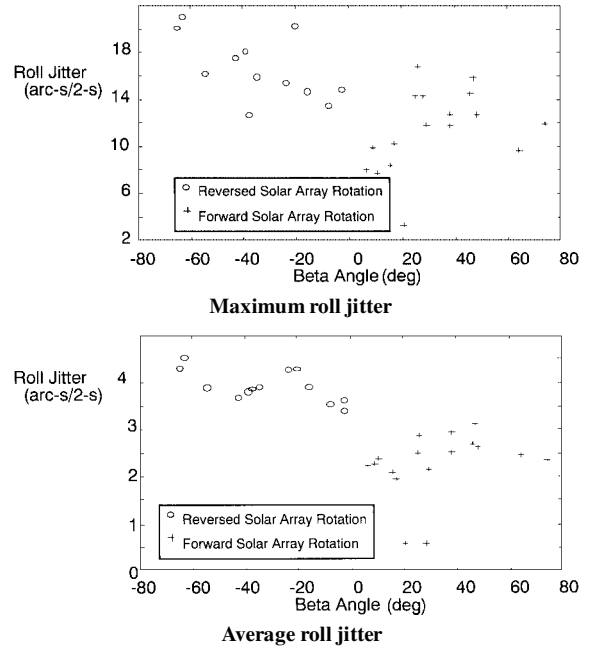 18
Roll Jitter
(arc-s/2-s)
14
10
6
2
Reversed Solar Array Rotation
+ Forward Solar Array Rotation
-80 -60 -40 -20 0 20 40 60 80
Beta Angle (deg)
Maximum roll jitter
4
Roll Jitter
(arc-s/2-s)
3
2
1
0
Reversed Solar Array Rotation
+ Forward Solar Array Rotation
-80 -60 -40 -20 0 20 40 60 80
Beta Angle (deg)
Average roll jitter